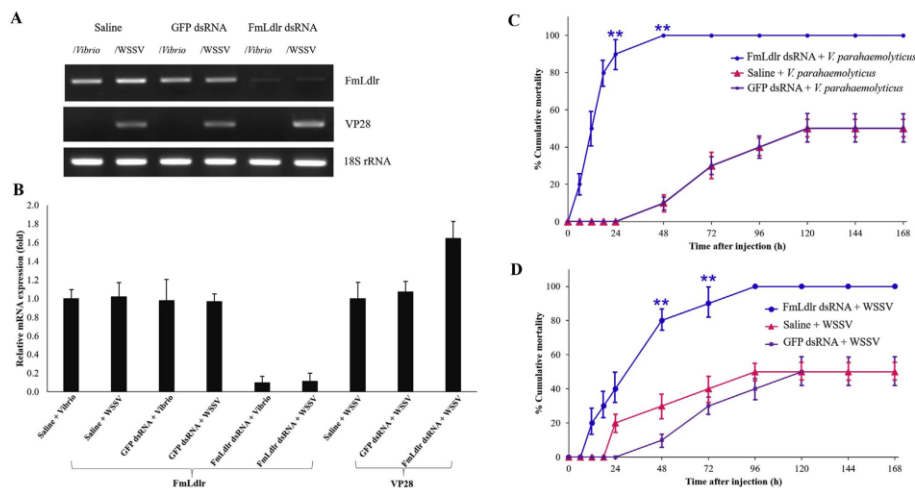 A
Saline GFP dsRNA FmLdlr dsRNA
/Vibrio /WSSV /Vibrio /WSSV /Vibrio /WSSV
FmLdlr
VP28
18S rRNA
B
Relative mRNA expression (fold)
2.0
1.8
1.6
1.4
1.2
1.0
0.8
0.6
0.4
0.2
0.0
Saline + Vibrio
Saline + WSSV
GFP dsRNA + Vibrio
GFP dsRNA + WSSV
FmLdlr dsRNA + Vibrio
FmLdlr dsRNA + WSSV
Saline + WSSV
GFP dsRNA + WSSV
FmLdlr dsRNA + WSSV
FmLdlr VP28
C
% Cumulative mortality
100
80
60
40
20
0
** **
FmLdlr dsRNA + V. parahaemolyticus
Saline + V. parahaemolyticus
GFP dsRNA + V. parahaemolyticus
0 24 48 72 96 120 144 168
Time after injection (h)
D
% Cumulative mortality
100
80
60
40
20
0
** **
FmLdlr dsRNA + WSSV
Saline + WSSV
GFP dsRNA + WSSV
0 24 48 72 96 120 144 168
Time after injection (h)